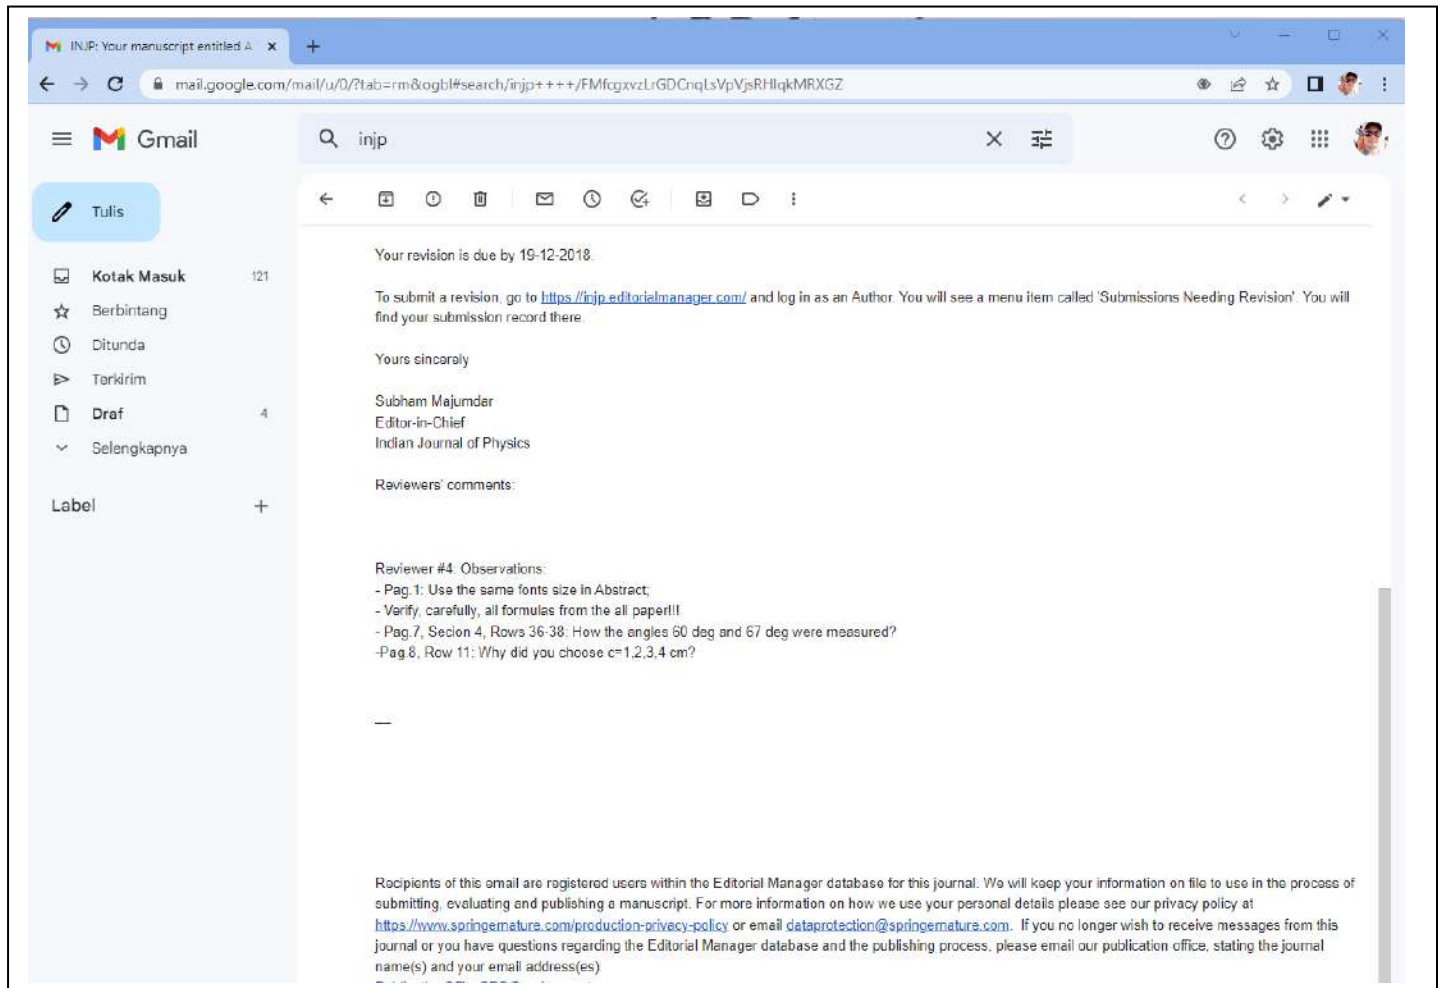 INJP: Your manuscript entitled A
mail.google.com/mail/u/0/?tab=rm&ogbl#search/injp++++/FMfcgxvzLrGDCnqLsVpVjsRHlqkMRXGZ
Gmail
injp
Tulis
Kotak Masuk 121
Berbintang
Ditunda
Terkirim
Draf 4
Selengkapnya
Label
Your revision is due by 19-12-2018.
To submit a revision, go to https://injp.editorialmanager.com/ and log in as an Author. You will see a menu item called 'Submissions Needing Revision'. You will
find your submission record there.
Yours sincerely
Subham Majumdar
Editor-in-Chief
Indian Journal of Physics
Reviewers' comments:
Reviewer #4: Observations:
- Pag.1: Use the same fonts size in Abstract;
- Verify, carefully, all formulas from the all paper!!!
- Pag.7, Secion 4, Rows 36-38: How the angles 60 deg and 67 deg were measured?
-Pag.8, Row 11: Why did you choose c=1,2,3,4 cm?
Recipients of this email are registered users within the Editorial Manager database for this journal. We will keep your information on file to use in the process of
submitting, evaluating and publishing a manuscript. For more information on how we use your personal details please see our privacy policy at
https://www.springernature.com/production-privacy-policy or email dataprotection@springernature.com. If you no longer wish to receive messages from this
journal or you have questions regarding the Editorial Manager database and the publishing process, please email our publication office, stating the journal
name(s) and your email address(es)